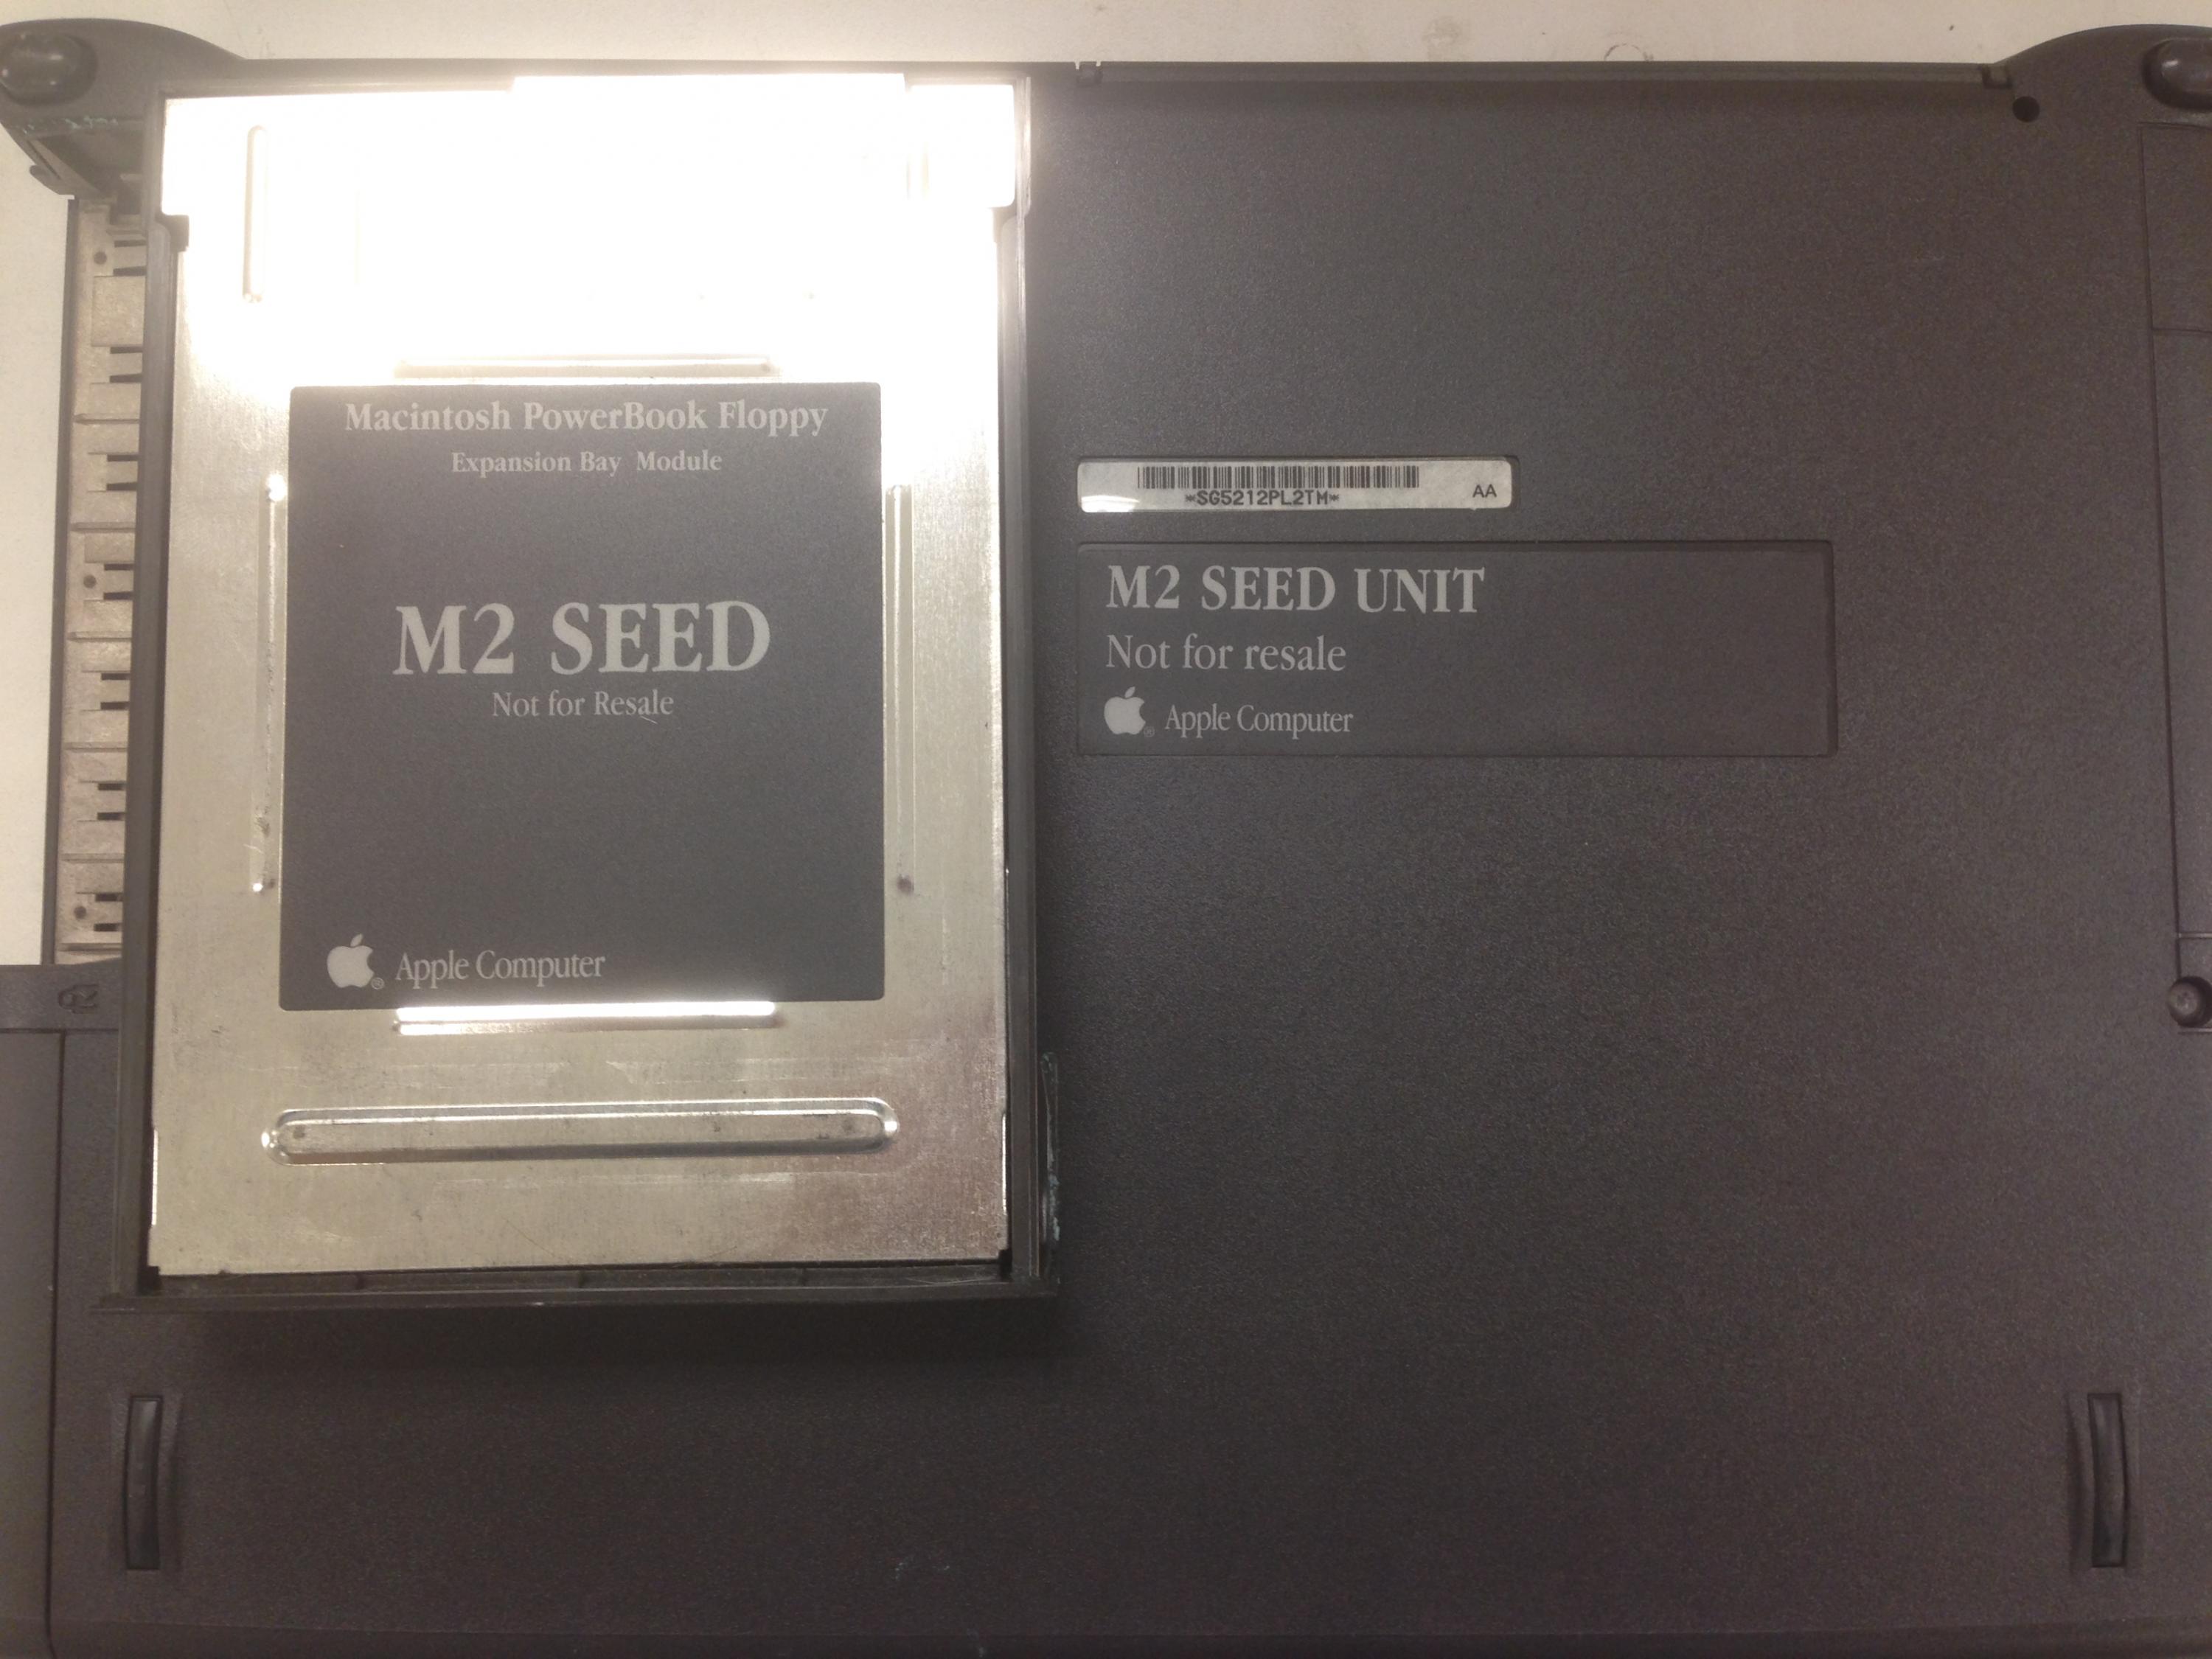 Macintosh PowerBook Floppy
Expansion Bay Module
M2 SEED
Not for Resale
® Apple Computer
*SG5212PL2TM*
AA
M2 SEED UNIT
Not for resale
® Apple Computer